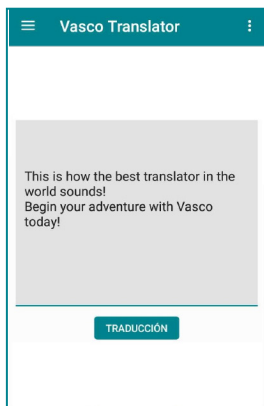 Vasco Translator
This is how the best translator in the
world sounds!
Begin your adventure with Vasco
today!
TRADUCCIÓN